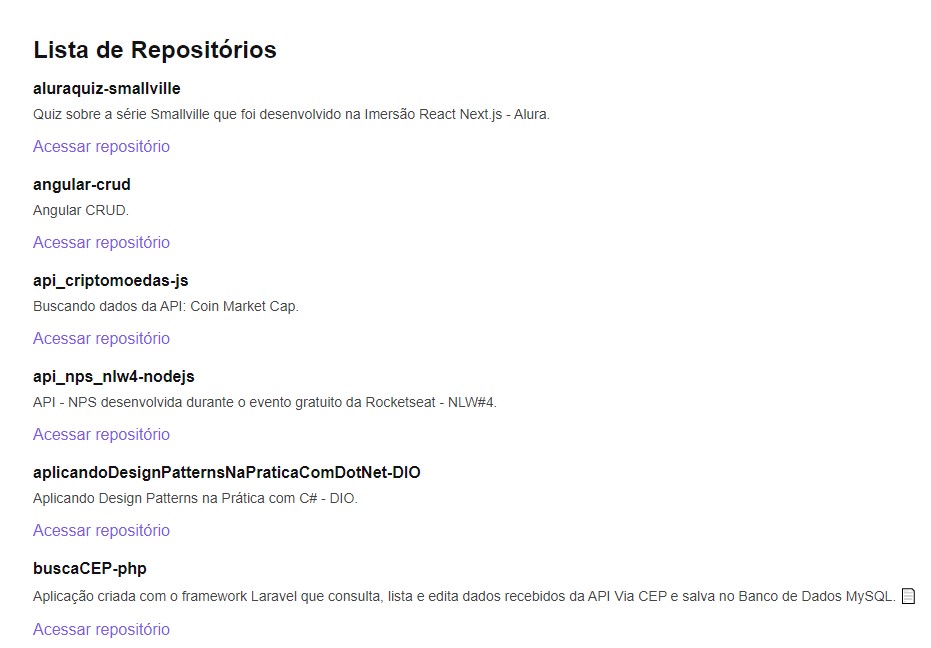 Lista de Repositórios
aluraquiz-smallville
Quiz sobre a série Smallville que foi desenvolvido na Imersão React Next.js - Alura.
Acessar repositório
angular-crud
Angular CRUD.
Acessar repositório
api_criptomoedas-js
Buscando dados da API: Coin Market Cap.
Acessar repositório
api_nps_nlw4-nodejs
API - NPS desenvolvida durante o evento gratuito da Rocketseat - NLW#4.
Acessar repositório
aplicandoDesignPatternsNaPraticaComDotNet-DIO
Aplicando Design Patterns na Prática com C# - DIO.
Acessar repositório
buscaCEP-php
Aplicação criada com o framework Laravel que consulta, lista e edita dados recebidos da API Via CEP e salva no Banco de Dados MySQL.
Acessar repositório